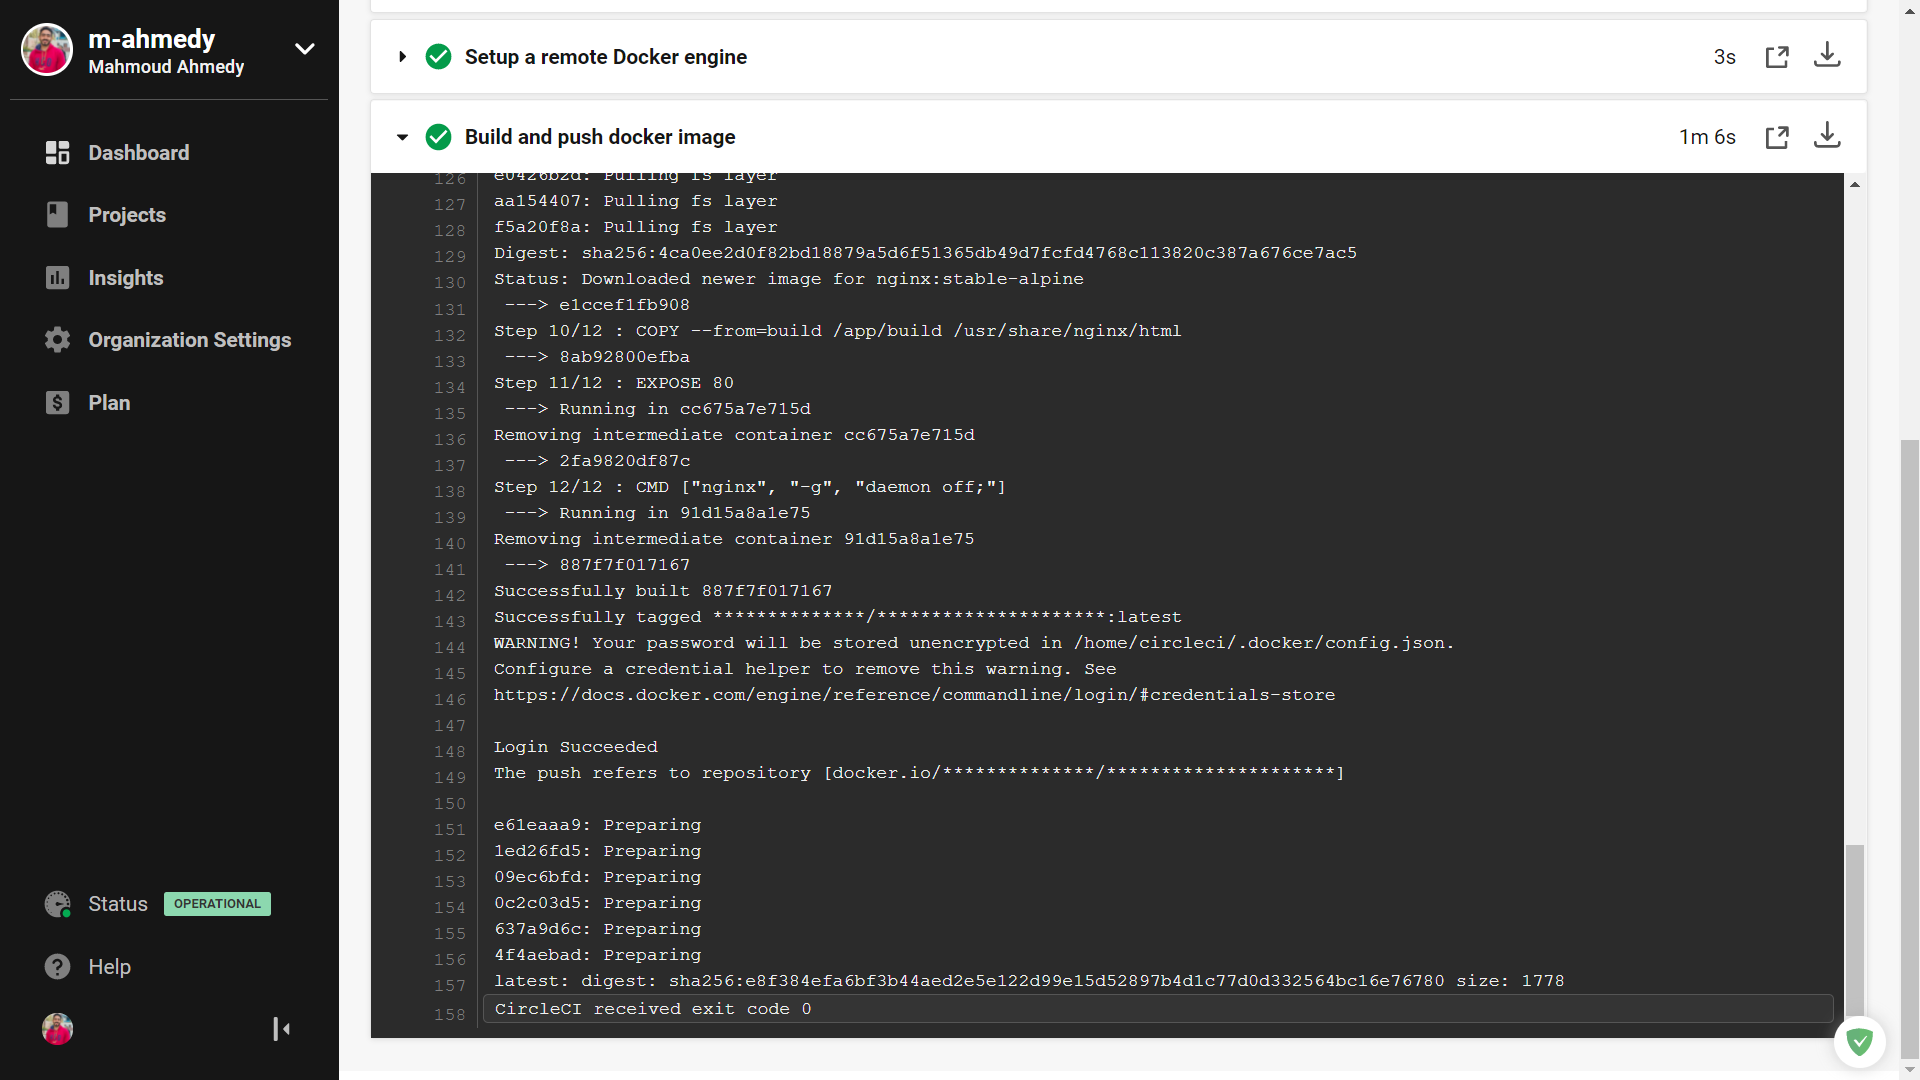 m-ahmedy
Mahmoud Ahmedy
Dashboard
Projects
Insights
Organization Settings
Plan
Status OPERATIONAL
Help
Setup a remote Docker engine 3s
Build and push docker image 1m 6s
126 e0426b2d: Pulling fs layer
127 aa154407: Pulling fs layer
128 f5a20f8a: Pulling fs layer
129 Digest: sha256:4ca0ee2d0f82bd18879a5d6f51365db49d7fcfd4768c113820c387a676ce7ac5
130 Status: Downloaded newer image for nginx:stable-alpine
131 ---> e1ccef1fb908
132 Step 10/12 : COPY --from=build /app/build /usr/share/nginx/html
133 ---> 8ab92800efba
134 Step 11/12 : EXPOSE 80
135 ---> Running in cc675a7e715d
136 Removing intermediate container cc675a7e715d
137 ---> 2fa9820df87c
138 Step 12/12 : CMD ["nginx", "-g", "daemon off;"]
139 ---> Running in 91d15a8a1e75
140 Removing intermediate container 91d15a8a1e75
141 ---> 887f7f017167
142 Successfully built 887f7f017167
143 Successfully tagged **************/*********************:latest
144 WARNING! Your password will be stored unencrypted in /home/circleci/.docker/config.json.
145 Configure a credential helper to remove this warning. See
146 https://docs.docker.com/engine/reference/commandline/login/#credentials-store
147
148 Login Succeeded
149 The push refers to repository [docker.io/**************/*********************]
150
151 e61eaaa9: Preparing
152 1ed26fd5: Preparing
153 09ec6bfd: Preparing
154 0c2c03d5: Preparing
155 637a9d6c: Preparing
156 4f4aebad: Preparing
157 latest: digest: sha256:e8f384efa6bf3b44aed2e5e122d99e15d52897b4d1c77d0d332564bc16e76780 size: 1778
158 CircleCI received exit code 0